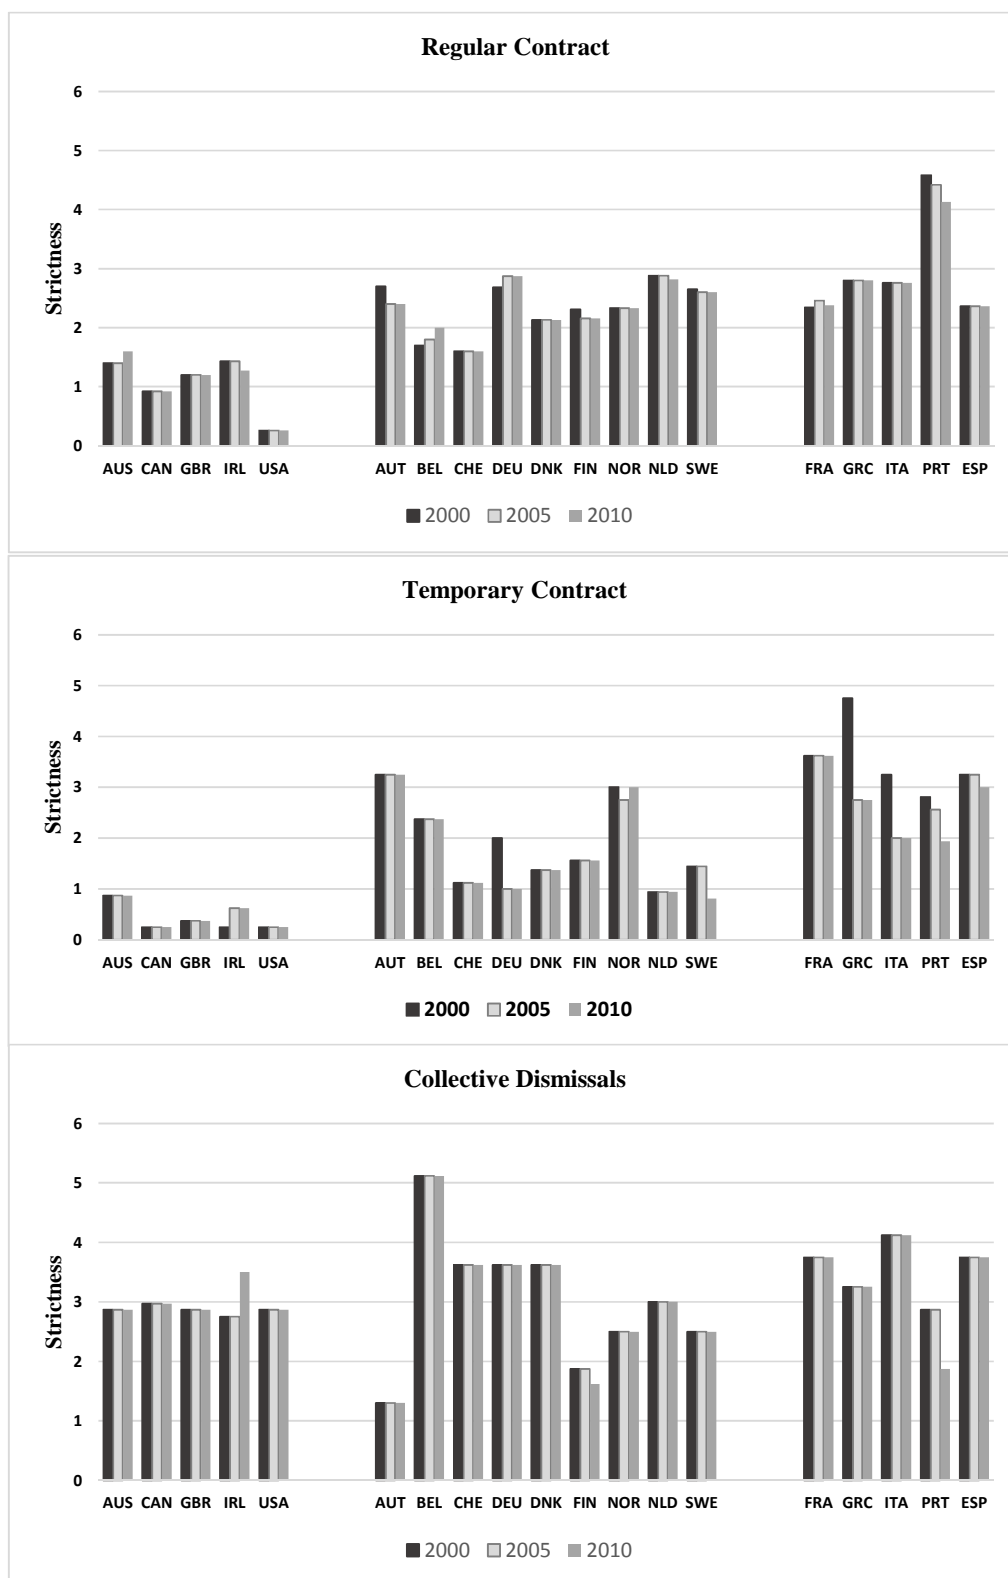 Regular Contract
6
5
4
3
2
1
0
Strictness
AUS CAN GBR IRL USA AUT BEL CHE DEU DNK FIN NOR NLD SWE FRA GRC ITA PRT ESP
2000 2005 2010
Temporary Contract
6
5
4
3
2
1
0
Strictness
AUS CAN GBR IRL USA AUT BEL CHE DEU DNK FIN NOR NLD SWE FRA GRC ITA PRT ESP
2000 2005 2010
Collective Dismissals
6
5
4
3
2
1
0
Strictness
AUS CAN GBR IRL USA AUT BEL CHE DEU DNK FIN NOR NLD SWE FRA GRC ITA PRT ESP
2000 2005 2010